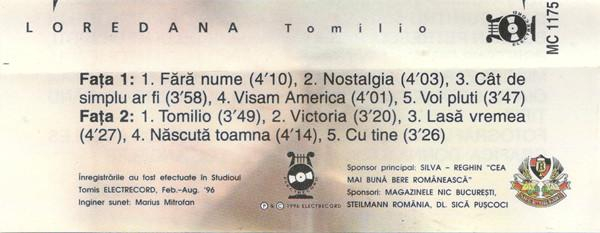 LOREDANA Tomilio
MC 1175
Fața 1: 1. Fără nume (4’10), 2. Nostalgia (4’03), 3. Cât de
simplu ar fi (3’58), 4. Visam America (4’01), 5. Voi pluti (3’47)
Fața 2: 1. Tomilio (3’49), 2. Victoria (3’20), 3. Lasă vremea
(4’27), 4. Născută toamna (4’14), 5. Cu tine (3’26)
Înregistrările au fost efectuate în Studioul
Tomis ELECTRECORD, Feb.-Aug. ’96
Inginer sunet: Marius Mitrofan
℗ & © 1996 ELECTRECORD
Sponsor principal: SILVA – REGHIN "CEA
MAI BUNĂ BERE ROMÂNEASCĂ"
Sponsori: MAGAZINELE NIC BUCUREȘTI,
STEILMANN ROMÂNIA, DL. SICĂ PUȘCOCI